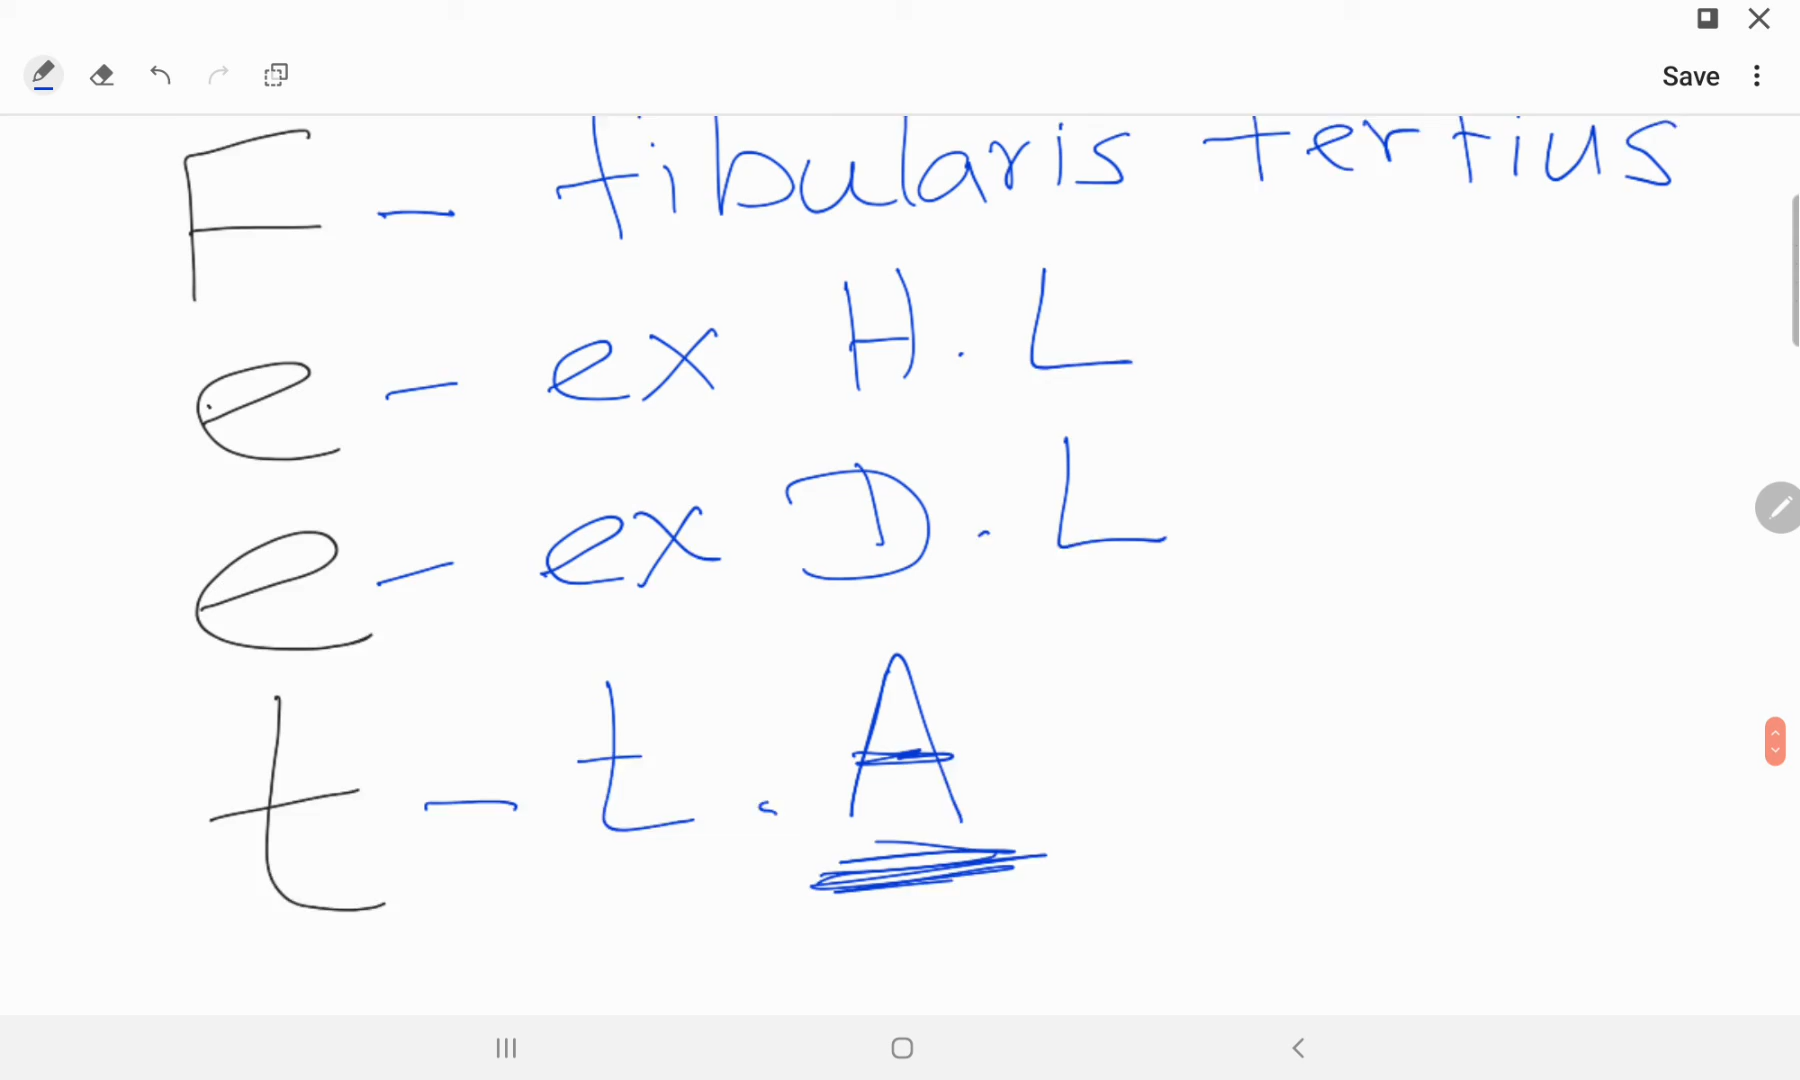 Save
F - fibularis tertius
e - ex H.L
e - ex D.L
t - t.A